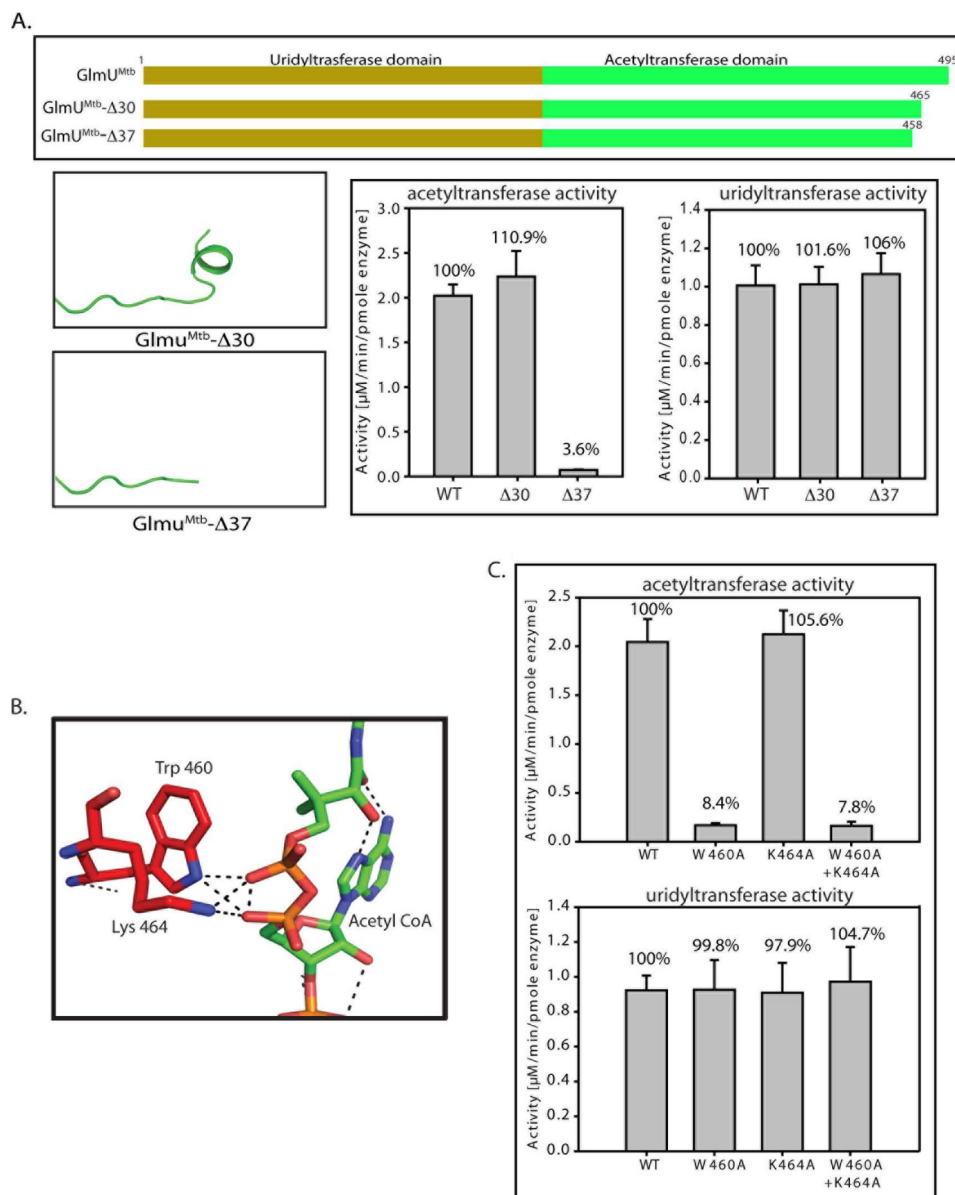 A.
1 Uridyltrasferase domain Acetyltransferase domain 495
GlmU^Mtb
465
GlmU^Mtb-Δ30
458
GlmU^Mtb-Δ37
Glmu^Mtb-Δ30
Glmu^Mtb-Δ37
acetyltransferase activity
Activity [µM/min/pmole enzyme]
3.0
2.5
2.0
1.5
1.0
0.5
0.0
100%
110.9%
3.6%
WT Δ30 Δ37
uridyltransferase activity
Activity [µM/min/pmole enzyme]
1.4
1.2
1.0
0.8
0.6
0.4
0.2
0.0
100% 101.6% 106%
WT Δ30 Δ37
B.
Trp 460
Lys 464
Acetyl CoA
C.
acetyltransferase activity
Activity [µM/min/pmole enzyme]
2.5
2.0
1.5
1.0
0.5
0.0
100%
8.4%
105.6%
7.8%
WT W460A K464A W460A
+K464A
uridyltransferase activity
Activity [µM/min/pmole enzyme]
1.4
1.2
1.0
0.8
0.6
0.4
0.2
0.0
100% 99.8% 97.9% 104.7%
WT W460A K464A W460A
+K464A